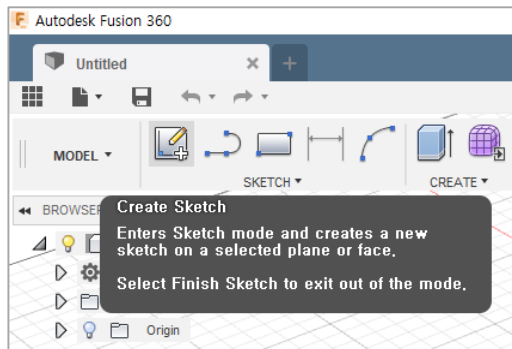 F Autodesk Fusion 360
Untitled
MODEL
SKETCH
CREATE
BROWSER
Create Sketch
Enters Sketch mode and creates a new
sketch on a selected plane or face.
Select Finish Sketch to exit out of the mode.
Origin